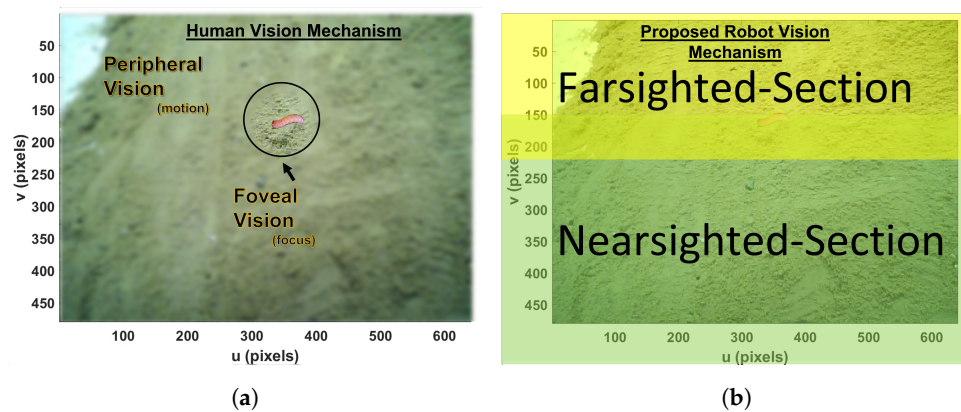 Human Vision Mechanism
Peripheral
Vision
(motion)
Foveal
Vision
(focus)
50
100
150
200
250
300
350
400
450
v (pixels)
100
200
300
400
500
600
u (pixels)
(a)
Proposed Robot Vision
Mechanism
Farsighted-Section
Nearsighted-Section
50
100
150
200
250
300
350
400
450
v (pixels)
100
200
300
400
500
600
u (pixels)
(b)